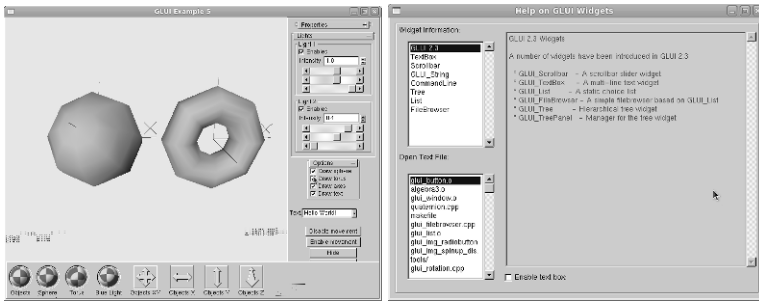 GLUI Example 5
Properties
Lights
Light 1
Enabled
Intensity 1.0
Light 2
Enabled
Intensity
Options
Draw sphere
Draw torus
Draw axes
Draw text
Text: Hello World!
Disable movement
Enable movement
Hide
Objects
Sphere
Torus
Blue Light
Objects XY
Objects X
Objects Y
Objects Z
Help on GLUI Widgets
Widget Information:
GLUI 2.3
TextBox
Scrollbar
GLUI_String
CommandLine
Tree
List
FileBrowser
Open Text File:
glui_button.o
algebra3.o
glui_window.o
quaternion.cpp
makefile
glui_filebrowser.cpp
glui_list.o
glui_img_radiobutton
glui_img_spinup_dis
tools/
glui_rotation.cpp
GLUI 2.3 Widgets
A number of widgets have been introduced in GLUI 2.3
* GLUI_Scrollbar - A scrollbar slider widget
* GLUI_TextBox - A multi-line text widget
* GLUI_List - A static choice list
* GLUI_FileBrowser - A simple filebrowser based on GLUI_List
* GLUI_Tree - Hierarchical tree widget
* GLUI_TreePanel - Manager for the tree widget
Enable text box